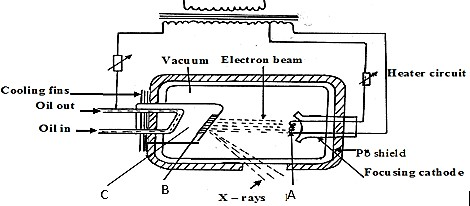 Vacuum Electron beam
Heater circuit
Cooling fins
Oil out
Oil in
Pb shield
Focusing cathode
C B X - rays A